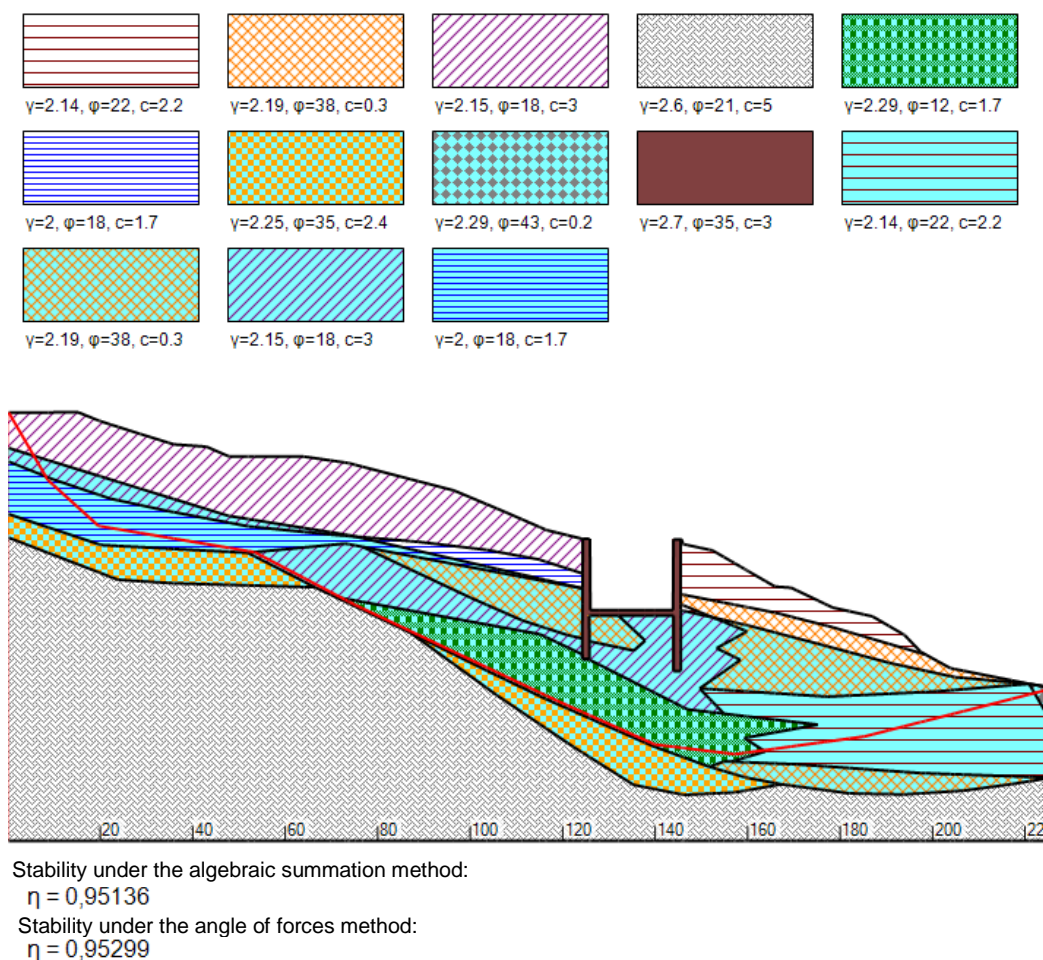 γ=2.14, φ=22, c=2.2 γ=2.19, φ=38, c=0.3 γ=2.15, φ=18, c=3 γ=2.6, φ=21, c=5 γ=2.29, φ=12, c=1.7
γ=2, φ=18, c=1.7 γ=2.25, φ=35, c=2.4 γ=2.29, φ=43, c=0.2 γ=2.7, φ=35, c=3 γ=2.14, φ=22, c=2.2
γ=2.19, φ=38, c=0.3 γ=2.15, φ=18, c=3 γ=2, φ=18, c=1.7
20 40 60 80 100 120 140 160 180 200 22
Stability under the algebraic summation method:
η = 0,95136
Stability under the angle of forces method:
η = 0,95299